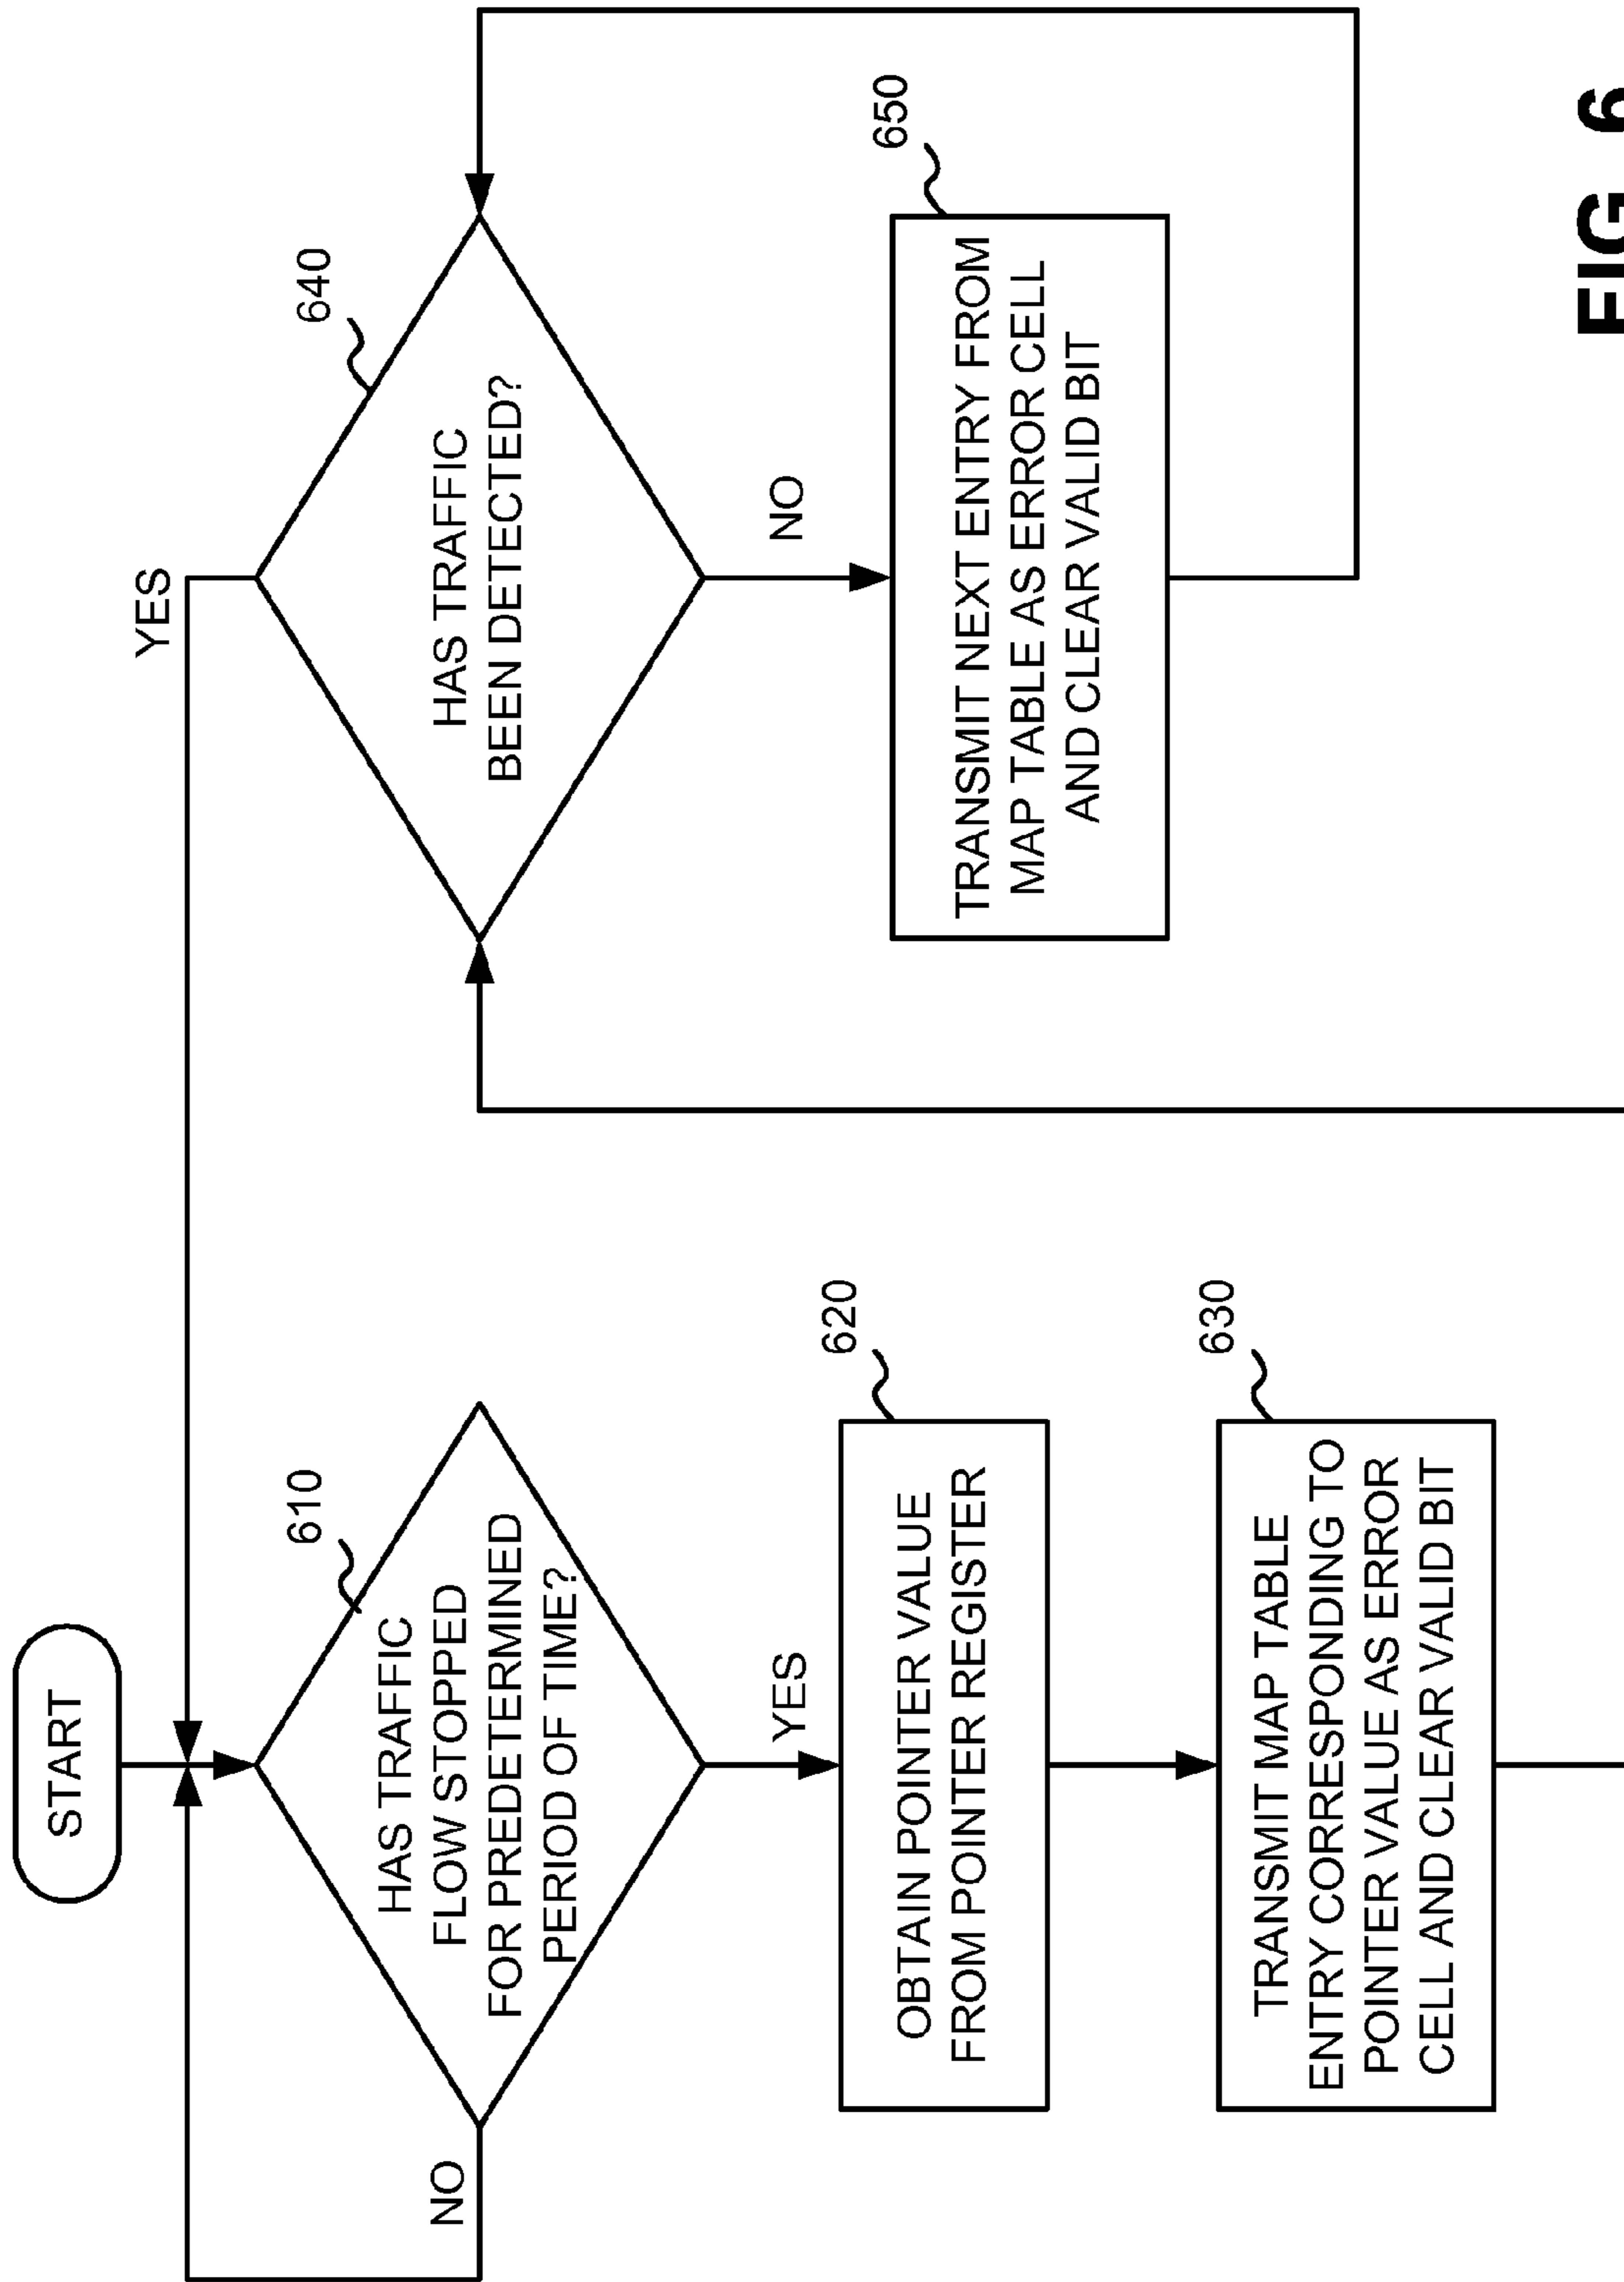 START
HAS TRAFFIC
FLOW STOPPED
FOR PREDETERMINED
PERIOD OF TIME?
610
NO
YES
OBTAIN POINTER VALUE
FROM POINTER REGISTER
620
TRANSMIT MAP TABLE
ENTRY CORRESPONDING TO
POINTER VALUE AS ERROR
CELL AND CLEAR VALID BIT
630
YES
HAS TRAFFIC
BEEN DETECTED?
640
NO
TRANSMIT NEXT ENTRY FROM
MAP TABLE AS ERROR CELL
AND CLEAR VALID BIT
650
FIG. 6